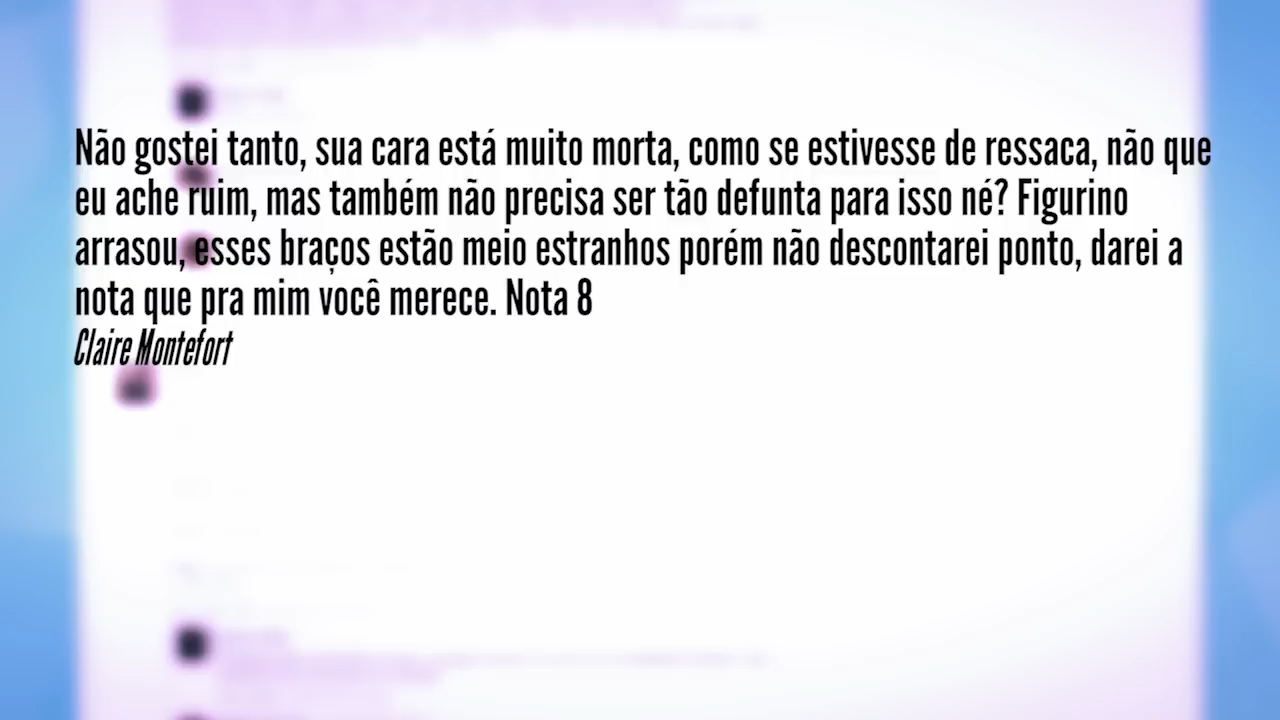 Não gostei tanto, sua cara está muito morta, como se estivesse de ressaca, não que
eu ache ruim, mas também não precisa ser tão defunta para isso né? Figurino
arrasou, esses braços estão meio estranhos porém não descontarei ponto, darei a
nota que pra mim você merece. Nota 8
Claire Montefort